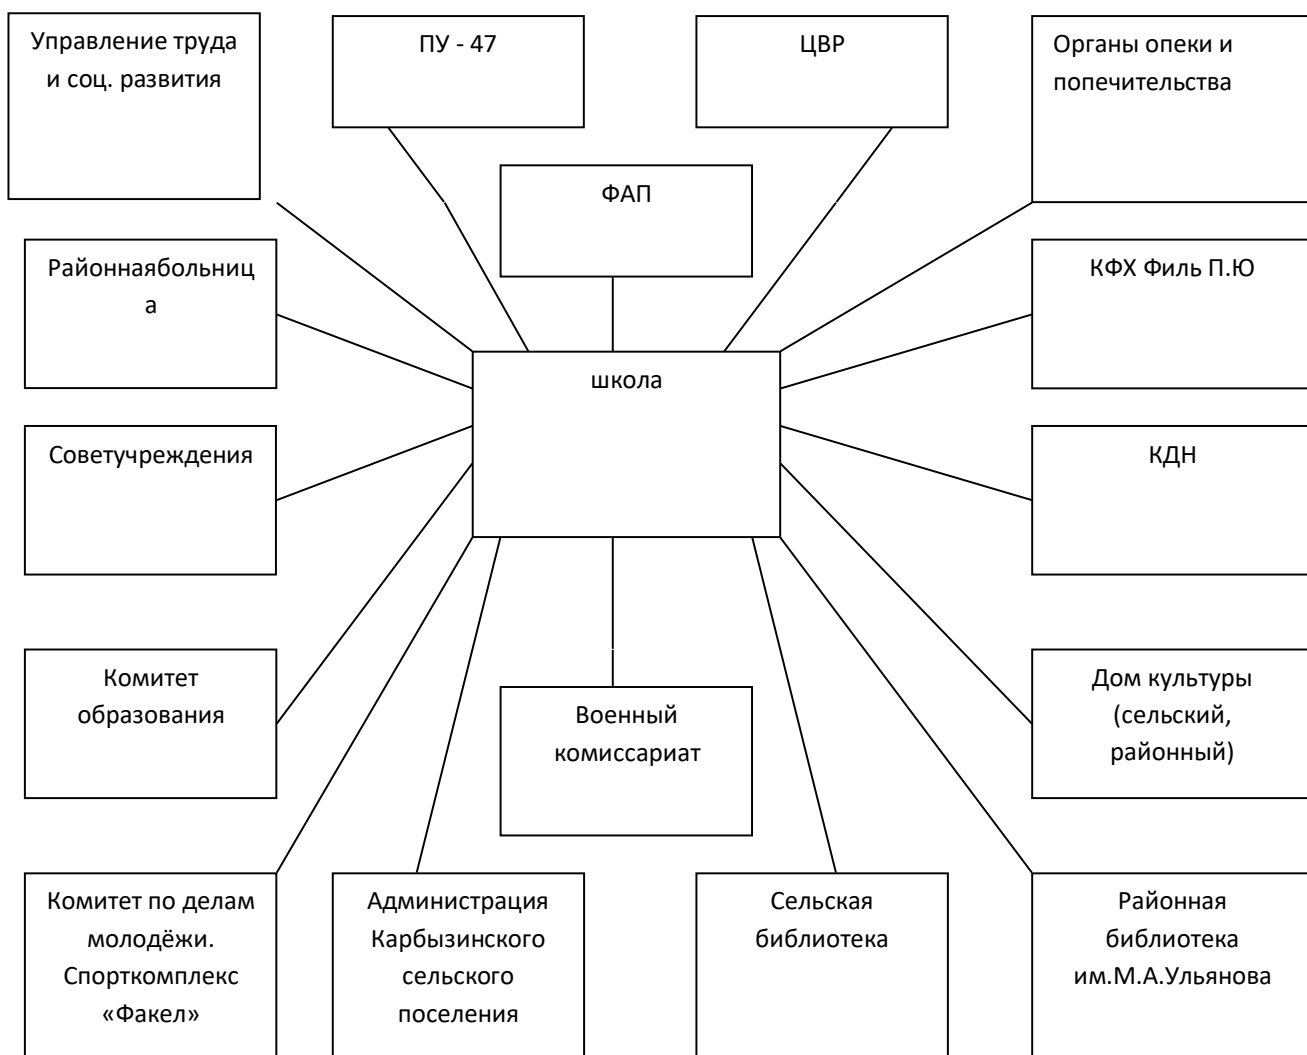 Управление труда
и соц. развития
ПУ - 47
ЦВР
Органы опеки и
попечительства
ФАП
Районнаябольниц
а
КФХ Филь П.Ю
школа
Советучреждения
КДН
Комитет
образования
Военный
комиссариат
Дом культуры
(сельский,
районный)
Комитет по делам
молодёжи.
Спорткомплекс
«Факел»
Администрация
Карбызинского
сельского
поселения
Сельская
библиотека
Районная
библиотека
им.М.А.Ульянова